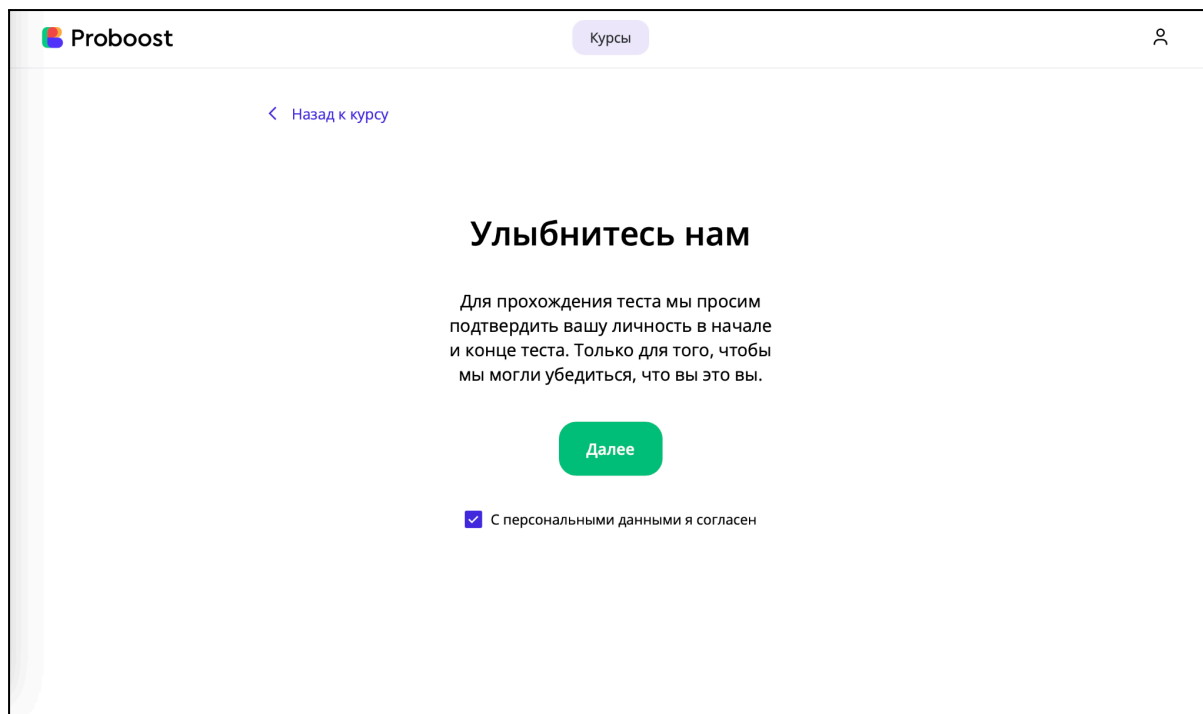 Proboost
Курсы
Назад к курсу
Улыбнитесь нам
Для прохождения теста мы просим
подтвердить вашу личность в начале
и конце теста. Только для того, чтобы
мы могли убедиться, что вы это вы.
Далее
С персональными данными я согласен